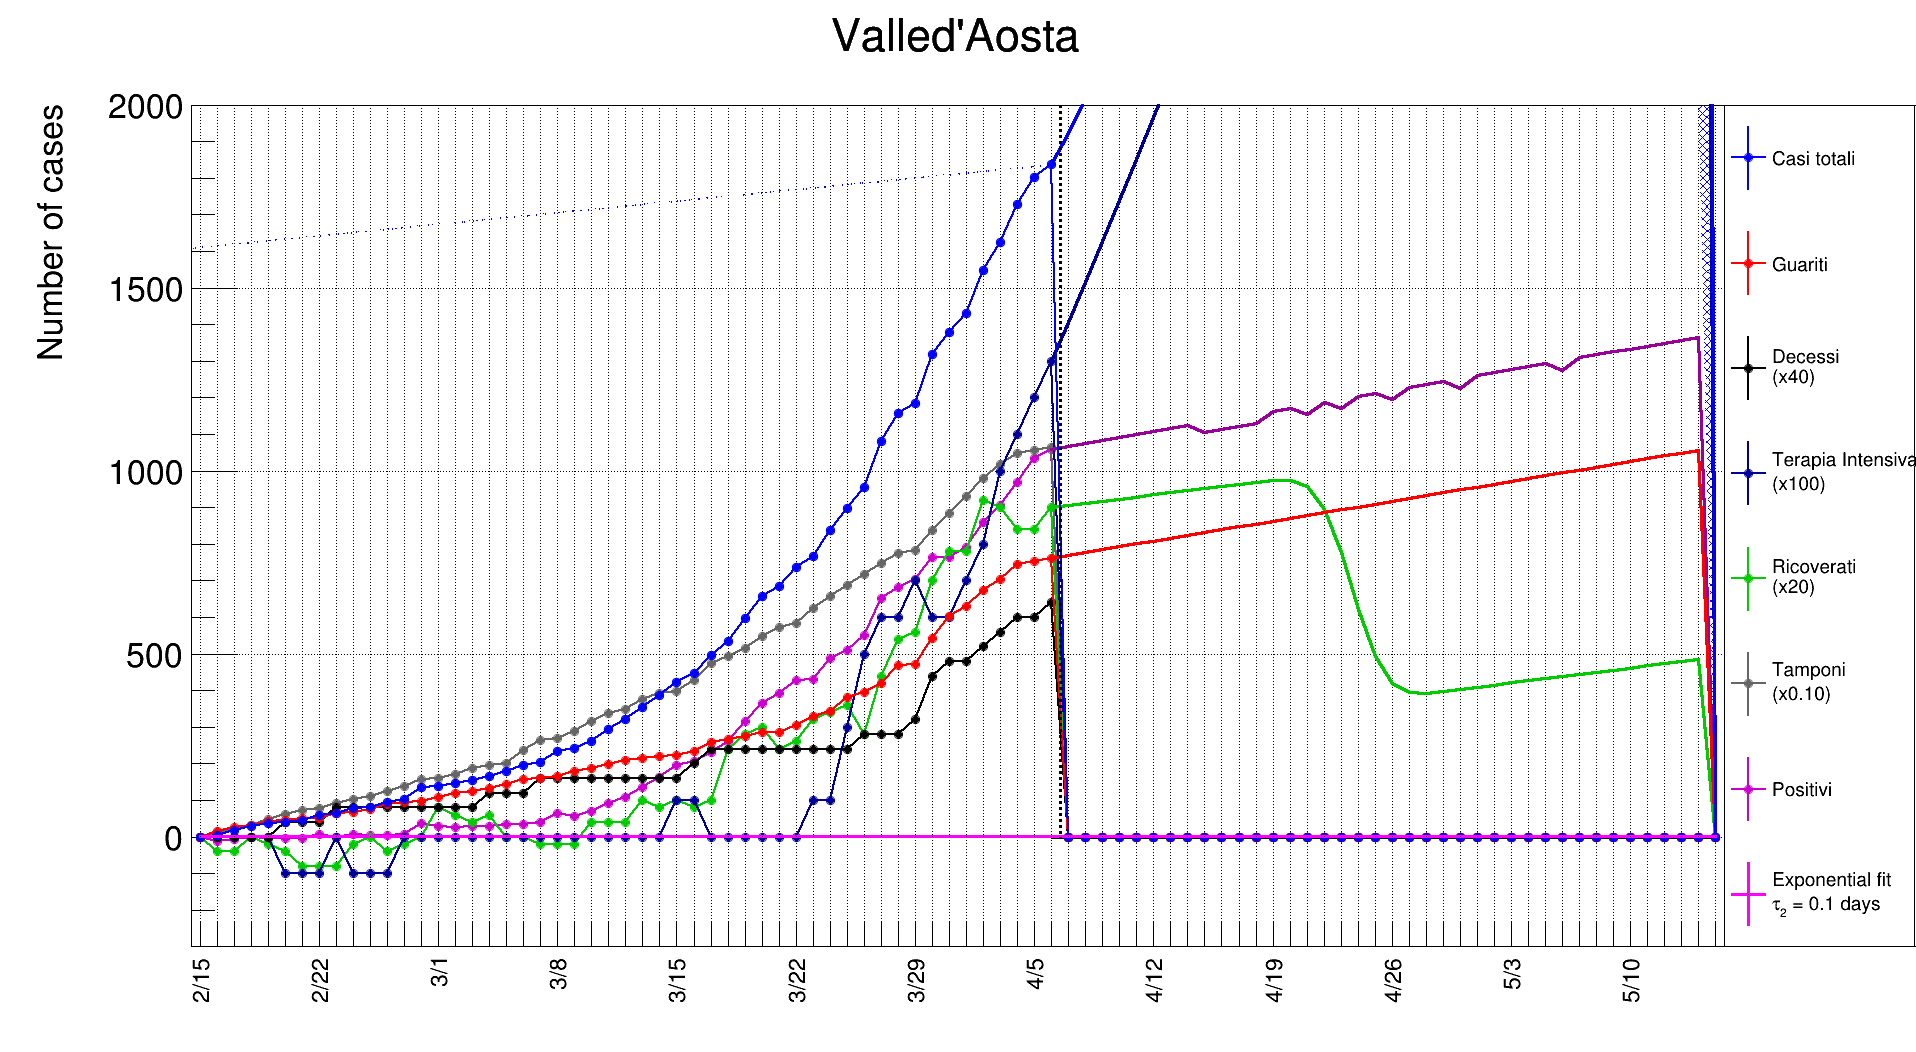 Valled'Aosta
Number of cases
2000
1500
1000
500
0
2/15
2/22
3/1
3/8
3/15
3/22
3/29
4/5
4/12
4/19
4/26
5/3
5/10
Casi totali
Guariti
Decessi
(x40)
Terapia Intensiva
(x100)
Ricoverati
(x20)
Tamponi
(x0.10)
Positivi
Exponential fit
τ2 = 0.1 days